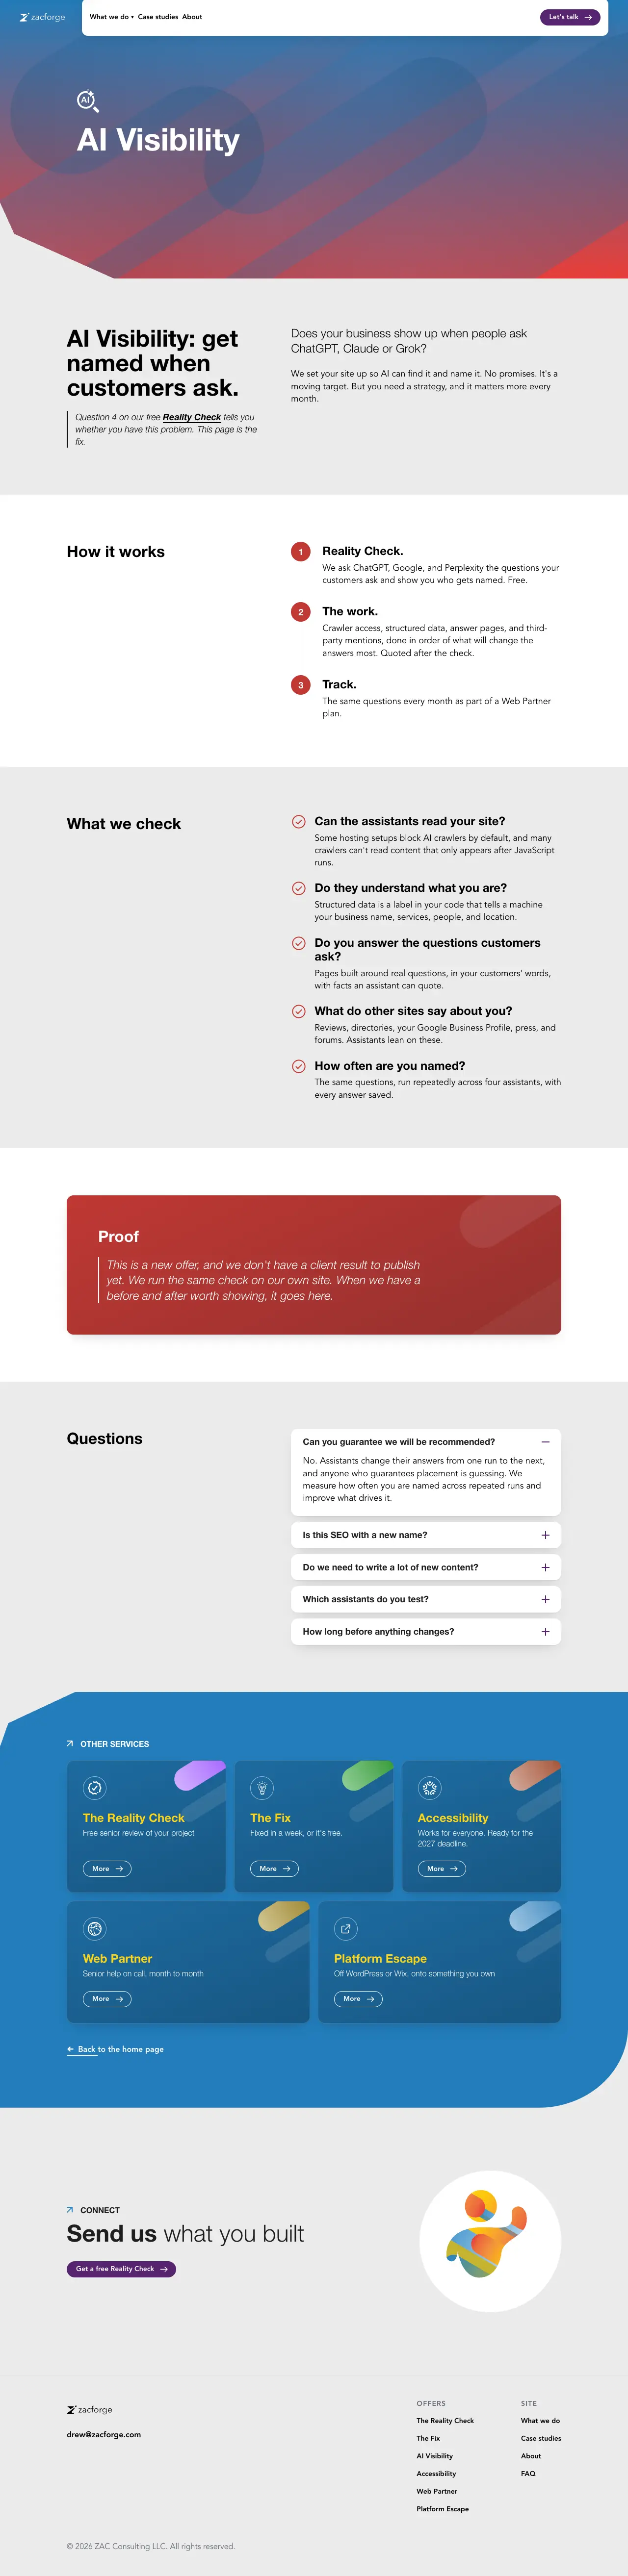 zacforge
What we do ▾ Case studies About
Let's talk →
AI
AI Visibility
AI Visibility: get
named when
customers ask.
Question 4 on our free Reality Check tells you
whether you have this problem. This page is the
fix.
Does your business show up when people ask
ChatGPT, Claude or Grok?
We set your site up so AI can find it and name it. No promises. It's a
moving target. But you need a strategy, and it matters more every
month.
How it works
1 Reality Check.
We ask ChatGPT, Google, and Perplexity the questions your
customers ask and show you who gets named. Free.
2 The work.
Crawler access, structured data, answer pages, and third-
party mentions, done in order of what will change the
answers most. Quoted after the check.
3 Track.
The same questions every month as part of a Web Partner
plan.
What we check
Can the assistants read your site?
Some hosting setups block AI crawlers by default, and many
crawlers can't read content that only appears after JavaScript
runs.
Do they understand what you are?
Structured data is a label in your code that tells a machine
your business name, services, people, and location.
Do you answer the questions customers
ask?
Pages built around real questions, in your customers' words,
with facts an assistant can quote.
What do other sites say about you?
Reviews, directories, your Google Business Profile, press, and
forums. Assistants lean on these.
How often are you named?
The same questions, run repeatedly across four assistants, with
every answer saved.
Proof
This is a new offer, and we don't have a client result to publish
yet. We run the same check on our own site. When we have a
before and after worth showing, it goes here.
Questions
Can you guarantee we will be recommended?
No. Assistants change their answers from one run to the next,
and anyone who guarantees placement is guessing. We
measure how often you are named across repeated runs and
improve what drives it.
Is this SEO with a new name?
Do we need to write a lot of new content?
Which assistants do you test?
How long before anything changes?
OTHER SERVICES
The Reality Check
Free senior review of your project
More →
The Fix
Fixed in a week, or it's free.
More →
Accessibility
Works for everyone. Ready for the
2027 deadline.
More →
Web Partner
Senior help on call, month to month
More →
Platform Escape
Off WordPress or Wix, onto something you own
More →
← Back to the home page
CONNECT
Send us what you built
Get a free Reality Check →
zacforge
drew@zacforge.com
OFFERS
The Reality Check
The Fix
AI Visibility
Accessibility
Web Partner
Platform Escape
SITE
What we do
Case studies
About
FAQ
© 2026 ZAC Consulting LLC. All rights reserved.